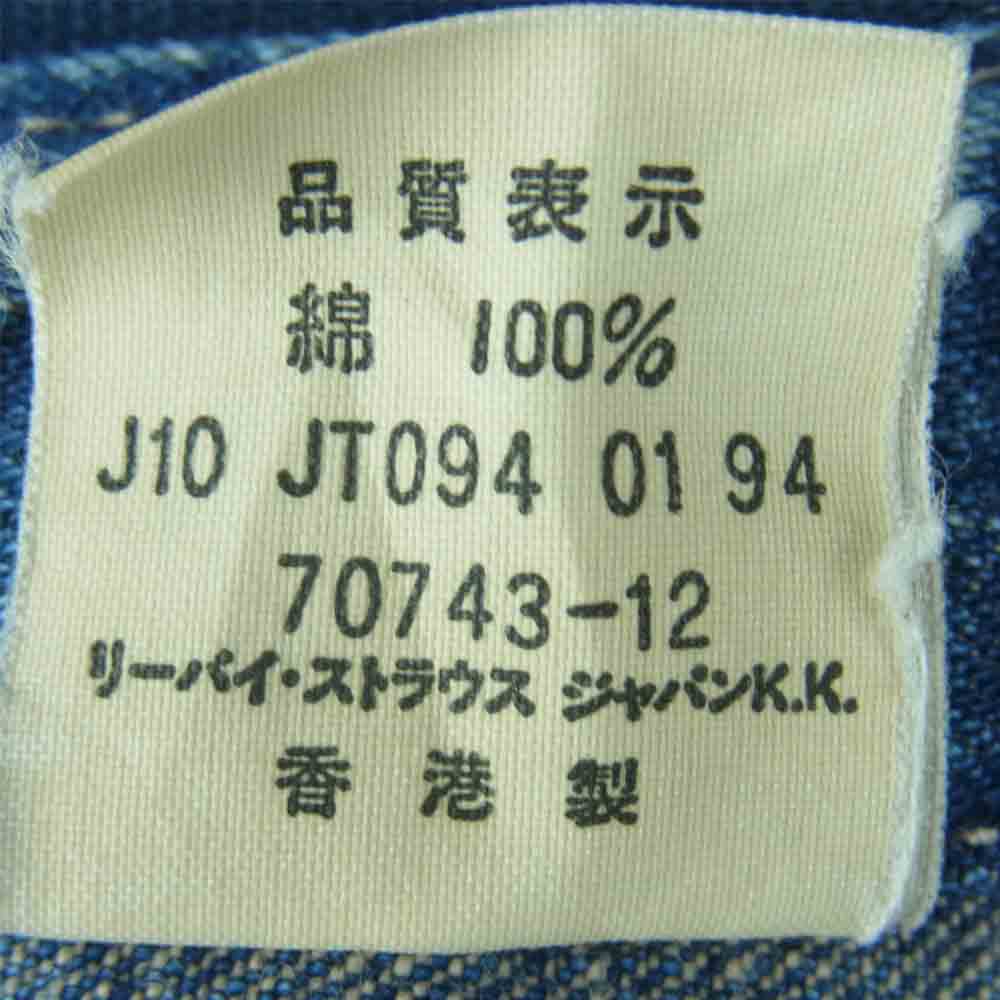 品質表示
綿 100%
J10 JT094 01 94
70743-12
リーバイ・ストラウス ジャパンK.K.
香港製